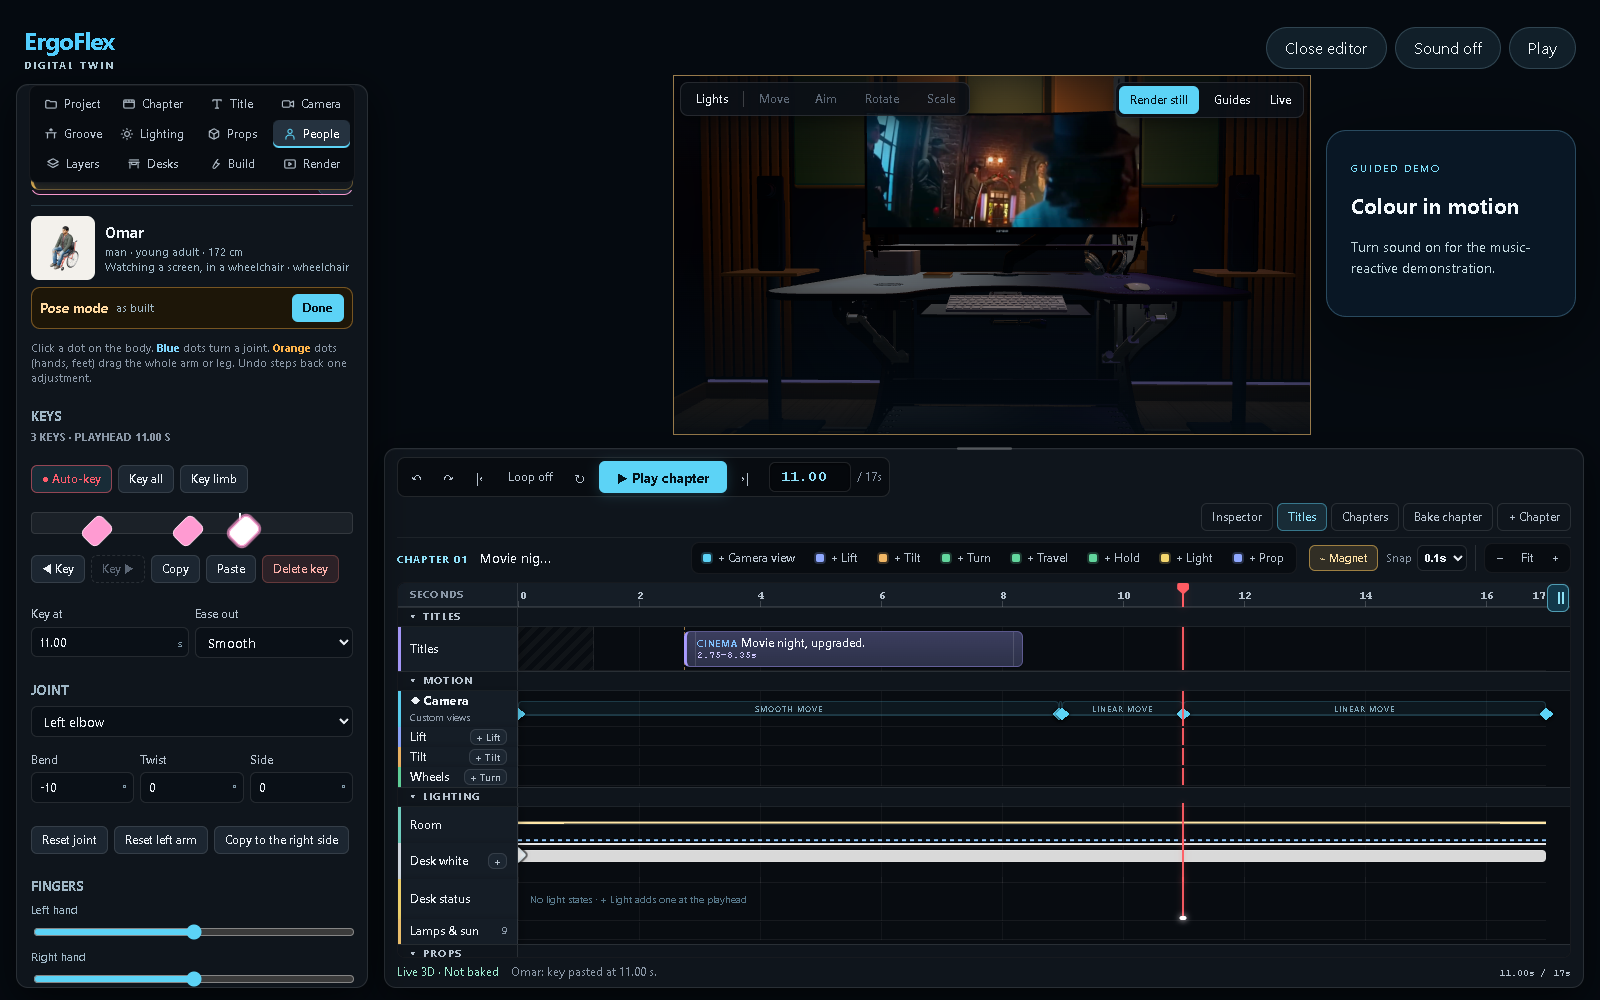 ErgoFlex
DIGITAL TWIN
Close editor
Sound off
Play
Project
Chapter
Title
Camera
Groove
Lighting
Props
People
Layers
Desks
Build
Render
Lights
Move
Aim
Rotate
Scale
Render still
Guides
Live
GUIDED DEMO
Colour in motion
Turn sound on for the music-
reactive demonstration.
Omar
man · young adult · 172 cm
Watching a screen, in a wheelchair · wheelchair
Pose mode as built
Done
Click a dot on the body. Blue dots turn a joint. Orange dots
(hands, feet) drag the whole arm or leg. Undo steps back one
adjustment.
KEYS
3 KEYS · PLAYHEAD 11.00 S
● Auto-key
Key all
Key limb
◀ Key
Key ▶
Copy
Paste
Delete key
Key at
Ease out
11.00 s
Smooth
JOINT
Left elbow
Bend
Twist
Side
-10 °
0 °
0 °
Reset joint
Reset left arm
Copy to the right side
FINGERS
Left hand
Right hand
Loop off
▶ Play chapter
11.00 / 17s
Inspector
Titles
Chapters
Bake chapter
+ Chapter
CHAPTER 01 Movie nig...
+ Camera view
+ Lift
+ Tilt
+ Turn
+ Travel
+ Hold
+ Light
+ Prop
~ Magnet
Snap 0.1s
− Fit +
SECONDS
0 2 4 6 8 10 12 14 16 17
▾ TITLES
Titles
CINEMA Movie night, upgraded.
2.75–8.35s
▾ MOTION
◆ Camera
Custom views
SMOOTH MOVE
LINEAR MOVE
LINEAR MOVE
Lift + Lift
Tilt + Tilt
Wheels + Turn
▾ LIGHTING
Room
Desk white +
Desk status
No light states · + Light adds one at the playhead
Lamps & sun 9
▾ PROPS
Live 3D · Not baked
Omar: key pasted at 11.00 s.
11.00s / 17s